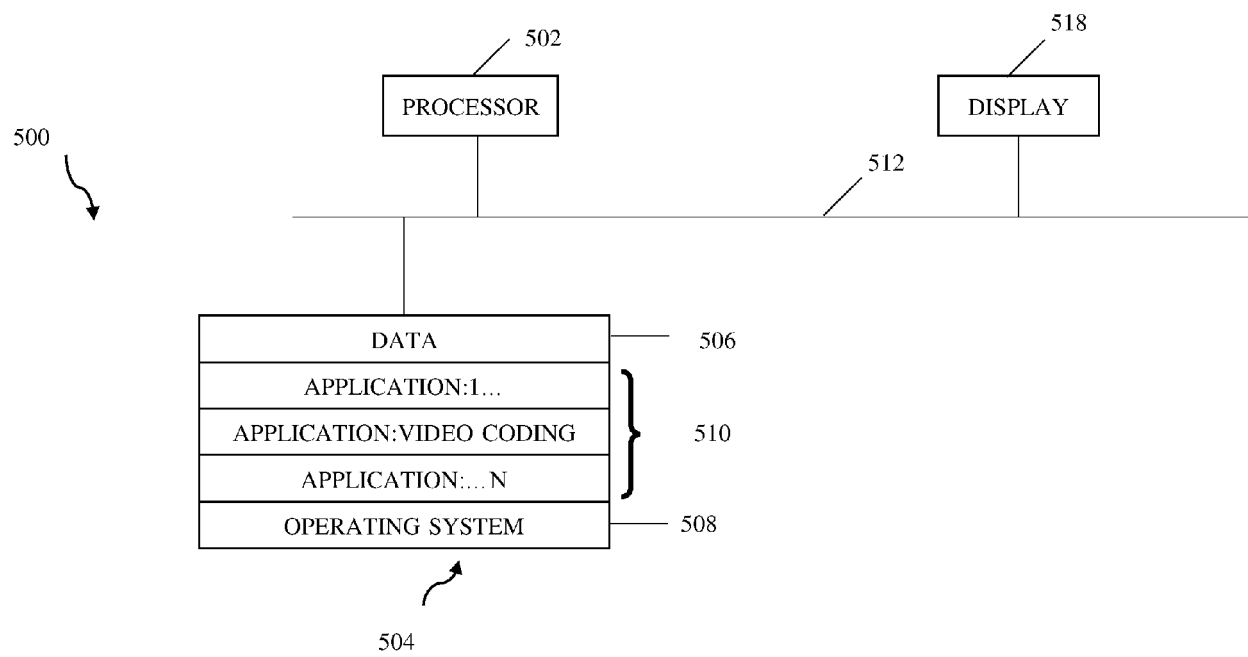 502
518
PROCESSOR
DISPLAY
500
512
DATA
506
APPLICATION:1...
APPLICATION:VIDEO CODING
510
APPLICATION:...N
OPERATING SYSTEM
508
504